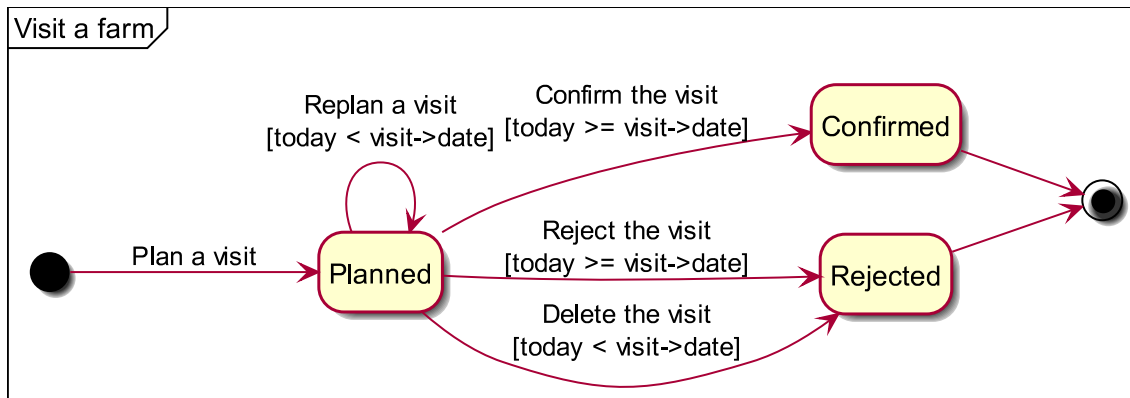 Visit a farm
Replan a visit
[today < visit->date]
Confirm the visit
[today >= visit->date]
Confirmed
Plan a visit
Planned
Reject the visit
[today >= visit->date]
Rejected
Delete the visit
[today < visit->date]